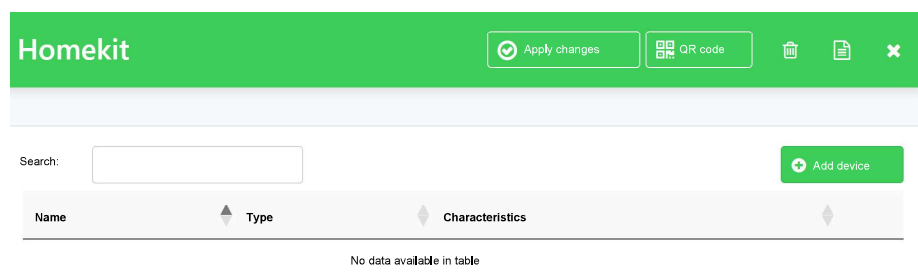 Homekit
Apply changes
QR code
Search:
Add device
Name Type Characteristics
No data available in table